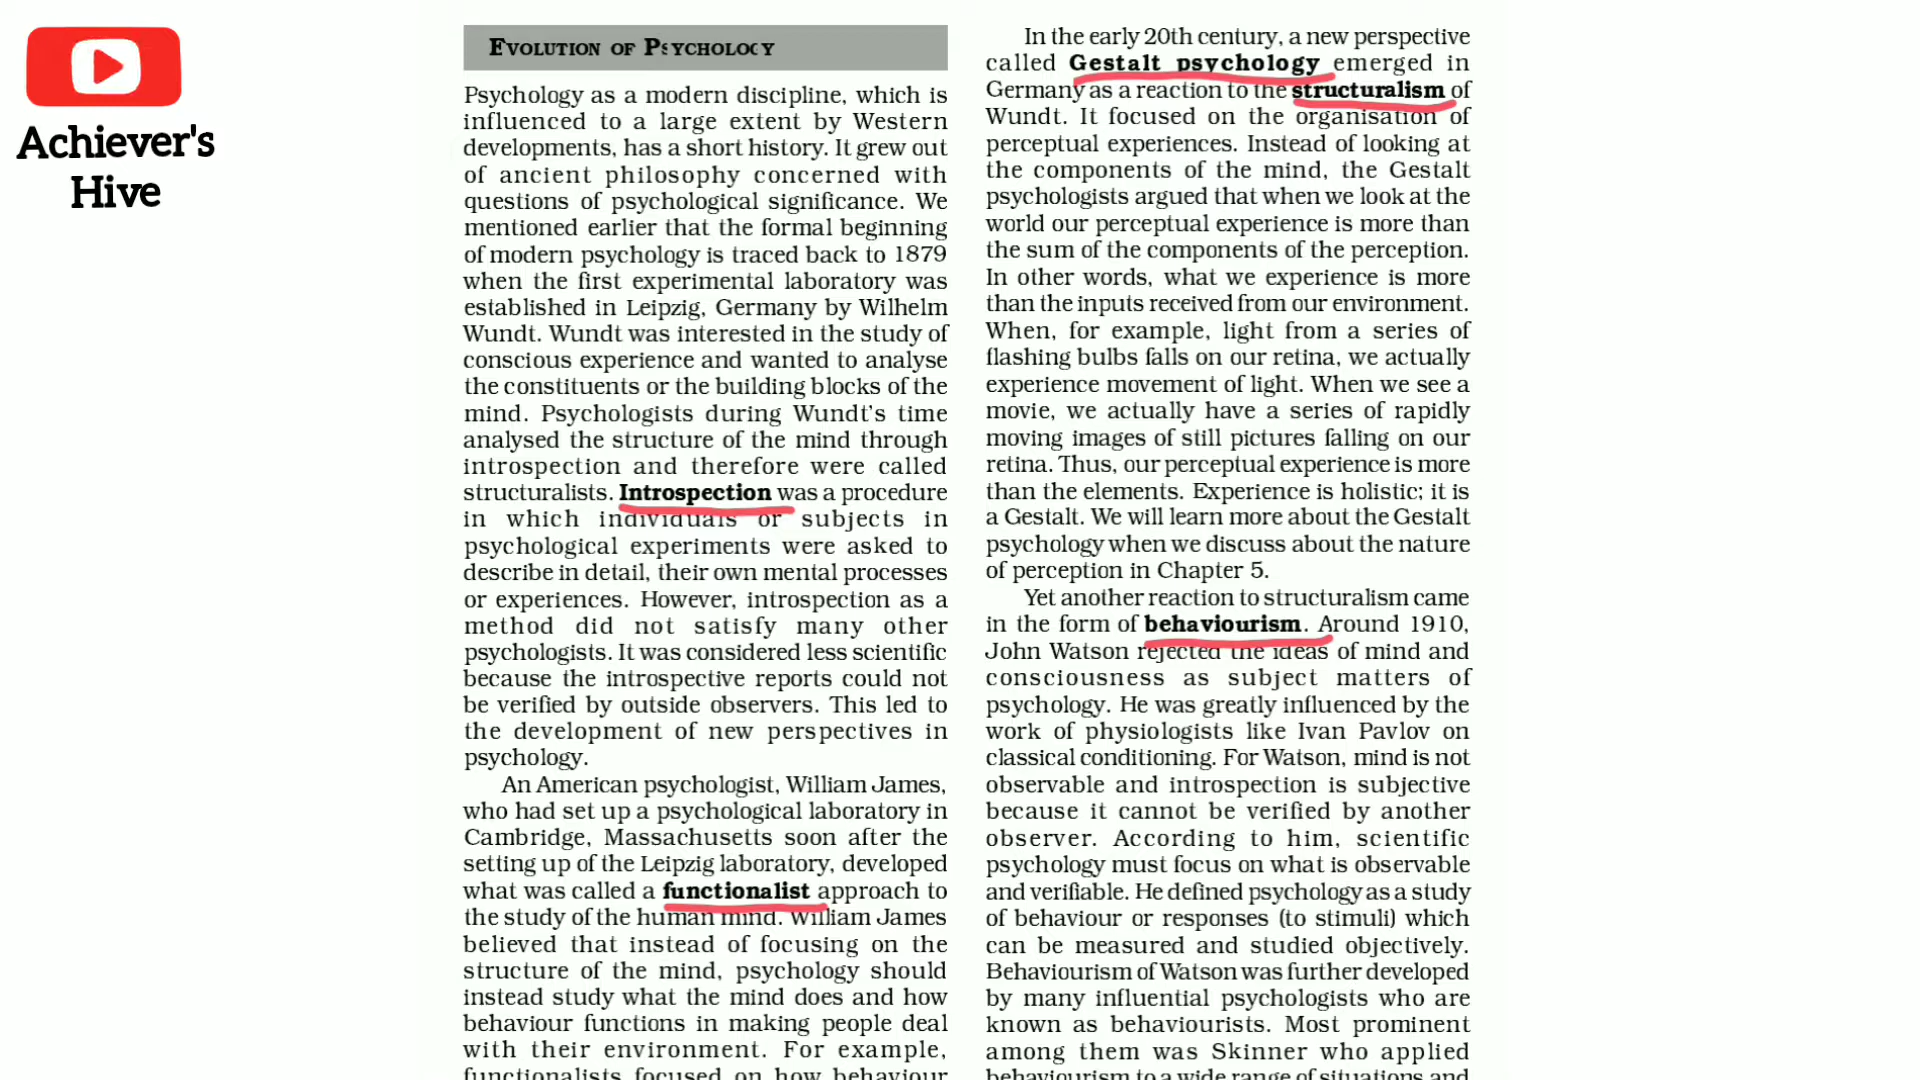 Achiever's
Hive
EVOLUTION OF PSYCHOLOGY
Psychology as a modern discipline, which is
influenced to a large extent by Western
developments, has a short history. It grew out
of ancient philosophy concerned with
questions of psychological significance. We
mentioned earlier that the formal beginning
of modern psychology is traced back to 1879
when the first experimental laboratory was
established in Leipzig, Germany by Wilhelm
Wundt. Wundt was interested in the study of
conscious experience and wanted to analyse
the constituents or the building blocks of the
mind. Psychologists during Wundt's time
analysed the structure of the mind through
introspection and therefore were called
structuralists. Introspection was a procedure
in which individuals or subjects in
psychological experiments were asked to
describe in detail, their own mental processes
or experiences. However, introspection as a
method did not satisfy many other
psychologists. It was considered less scientific
because the introspective reports could not
be verified by outside observers. This led to
the development of new perspectives in
psychology.
An American psychologist, William James,
who had set up a psychological laboratory in
Cambridge, Massachusetts soon after the
setting up of the Leipzig laboratory, developed
what was called a functionalist approach to
the study of the human mind. William James
believed that instead of focusing on the
structure of the mind, psychology should
instead study what the mind does and how
behaviour functions in making people deal
with their environment. For example,
functionalists focused on how behaviour
In the early 20th century, a new perspective
called Gestalt psychology emerged in
Germany as a reaction to the structuralism of
Wundt. It focused on the organisation of
perceptual experiences. Instead of looking at
the components of the mind, the Gestalt
psychologists argued that when we look at the
world our perceptual experience is more than
the sum of the components of the perception.
In other words, what we experience is more
than the inputs received from our environment.
When, for example, light from a series of
flashing bulbs falls on our retina, we actually
experience movement of light. When we see a
movie, we actually have a series of rapidly
moving images of still pictures falling on our
retina. Thus, our perceptual experience is more
than the elements. Experience is holistic; it is
a Gestalt. We will learn more about the Gestalt
psychology when we discuss about the nature
of perception in Chapter 5.
Yet another reaction to structuralism came
in the form of behaviourism. Around 1910,
John Watson rejected the ideas of mind and
consciousness as subject matters of
psychology. He was greatly influenced by the
work of physiologists like Ivan Pavlov on
classical conditioning. For Watson, mind is not
observable and introspection is subjective
because it cannot be verified by another
observer. According to him, scientific
psychology must focus on what is observable
and verifiable. He defined psychology as a study
of behaviour or responses (to stimuli) which
can be measured and studied objectively.
Behaviourism of Watson was further developed
by many influential psychologists who are
known as behaviourists. Most prominent
among them was Skinner who applied
behaviourism to a wide range of situations and